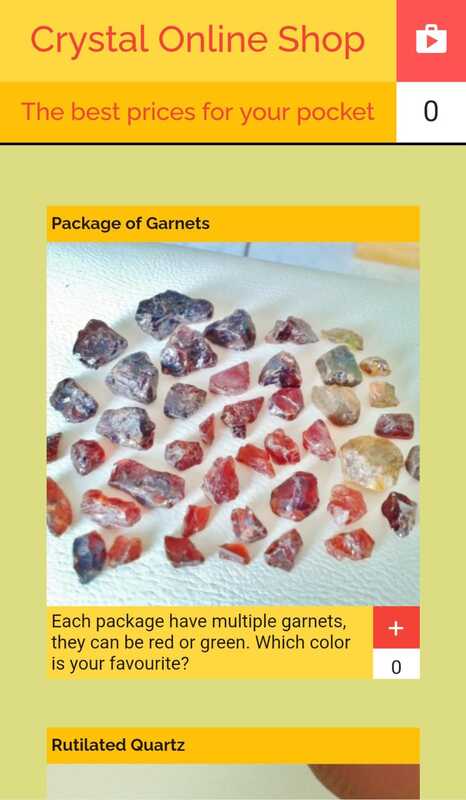 Crystal Online Shop
The best prices for your pocket
0
Package of Garnets
Each package have multiple garnets,
they can be red or green. Which color
is your favourite?
+
0
Rutilated Quartz